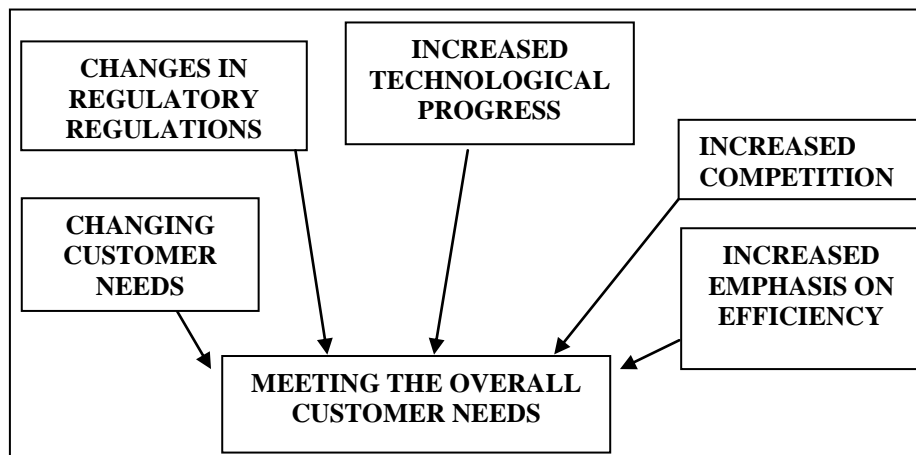 CHANGES IN
REGULATORY
REGULATIONS
INCREASED
TECHNOLOGICAL
PROGRESS
INCREASED
COMPETITION
CHANGING
CUSTOMER
NEEDS
INCREASED
EMPHASIS ON
EFFICIENCY
MEETING THE OVERALL
CUSTOMER NEEDS